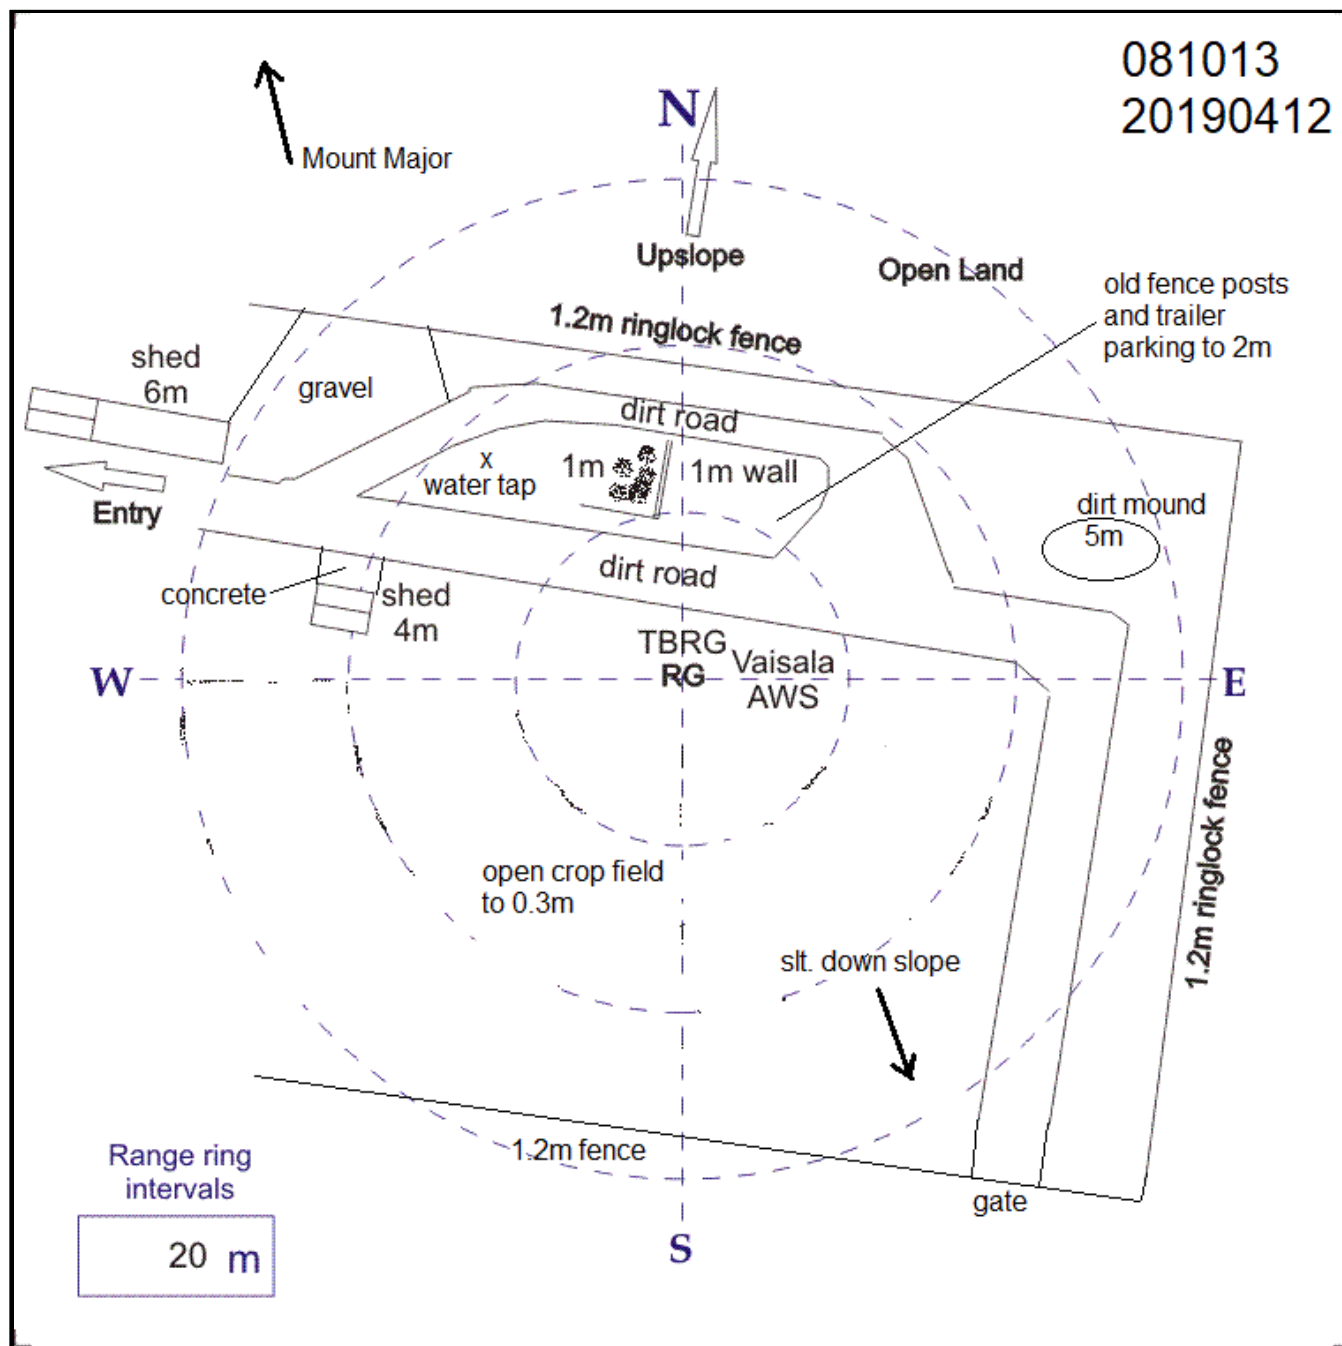 081013
20190412
N
Mount Major
Upslope
Open Land
old fence posts
and trailer
parking to 2m
1.2m ringlock fence
shed
6m
gravel
dirt road
x
water tap
1m
1m wall
Entry
dirt mound
5m
dirt road
concrete
shed
4m
TBRG
RG
Vaisala
AWS
W
E
1.2m ringlock fence
open crop field
to 0.3m
slt. down slope
1.2m fence
gate
Range ring
intervals
20 m
S